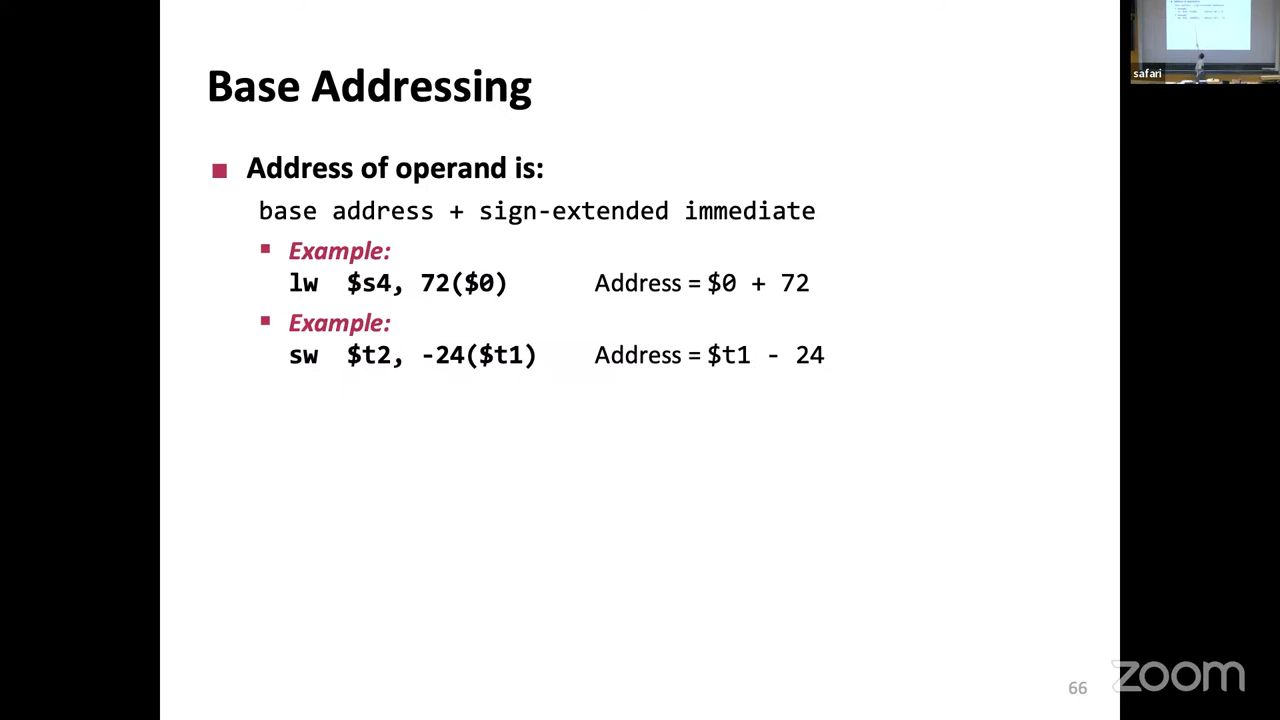 safari
Base Addressing
Address of operand is:
base address + sign-extended immediate
Example:
lw $s4, 72($0) Address = $0 + 72
Example:
sw $t2, -24($t1) Address = $t1 - 24
66
zoom